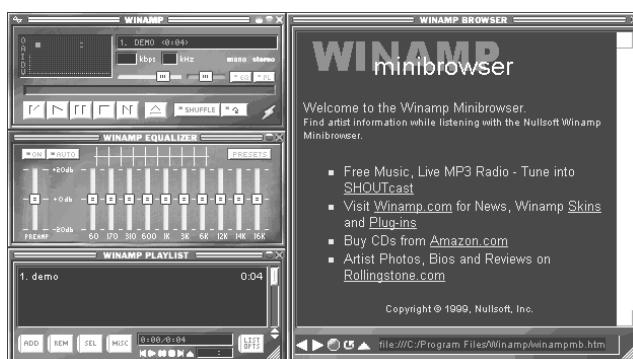 WINAMP
O
A
I
D
V
1. DEMO <0:04>
kbps kHz mono stereo
EQ PL
SHUFFLE
WINAMP EQUALIZER
ON AUTO PRESETS
+20db
+0db
-20db
PREAMP 60 170 310 600 1K 3K 6K 12K 14K 16K
WINAMP PLAYLIST
1. demo 0:04
ADD REM SEL MISC 0:00/0:04 LIST OPTS
:
WINAMP BROWSER
WINAMP
minibrowser
Welcome to the Winamp Minibrowser.
Find artist information while listening with the Nullsoft Winamp
Minibrowser.
Free Music, Live MP3 Radio - Tune into
SHOUTcast
Visit Winamp.com for News, Winamp Skins
and Plug-ins
Buy CDs from Amazon.com
Artist Photos, Bios and Reviews on
Rollingstone.com
Copyright © 1999, Nullsoft, Inc.
file:///C:/Program Files/Winamp/winampmb.htm